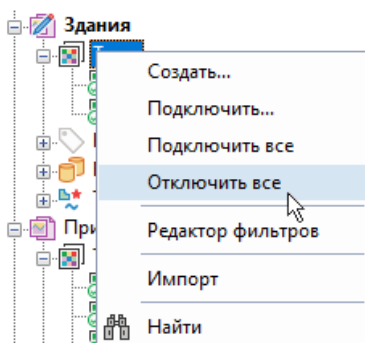 Здания
Создать...
Подключить...
Подключить все
Отключить все
При
Редактор фильтров
Импорт
Найти